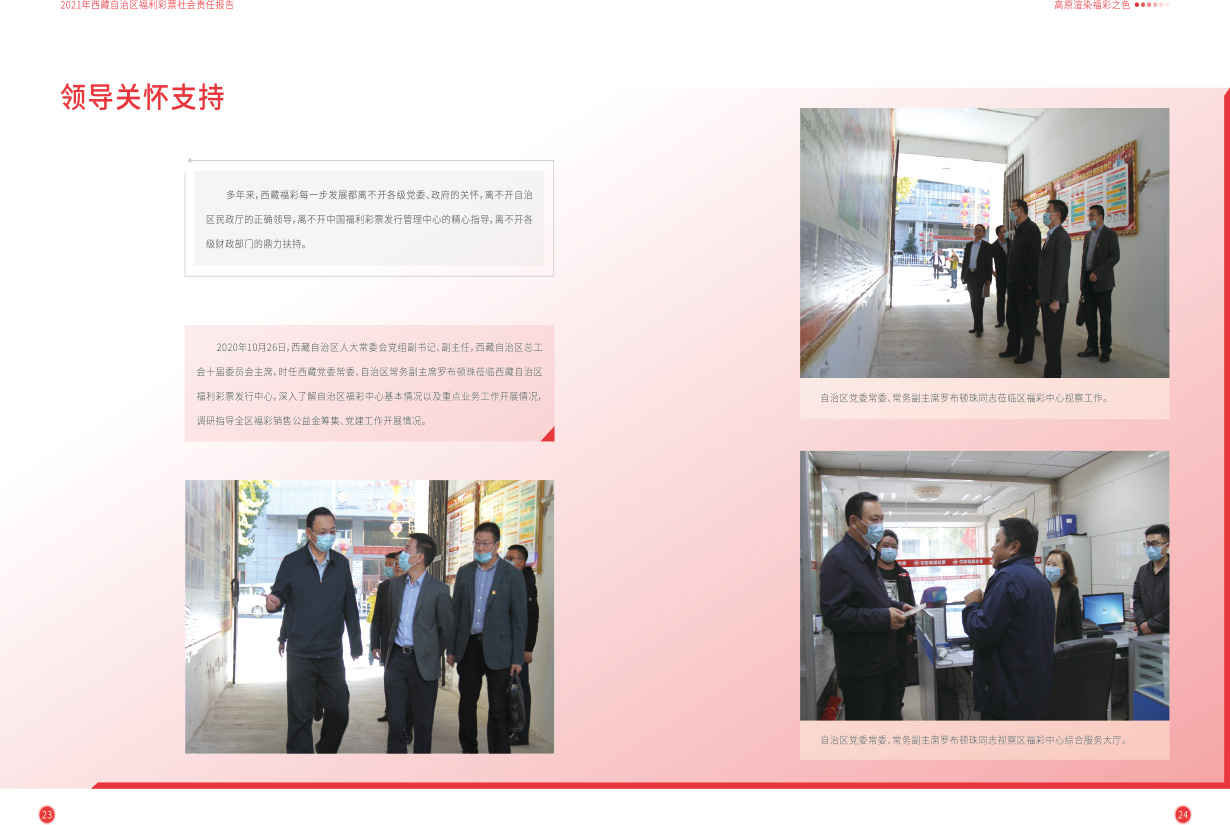 2021年西藏自治区福利彩票社会责任报告
高原渲染福彩之色
领导关怀支持
多年来，西藏福彩每一步发展都离不开各级党委、政府的关怀，离不开自治
区民政厅的正确领导，离不开中国福利彩票发行管理中心的精心指导，离不开各
级财政部门的鼎力扶持。
2020年10月26日，西藏自治区人大常委会党组副书记、副主任，西藏自治区总工
会十届委员会主席，时任西藏党委常委、自治区常务副主席罗布顿珠莅临西藏自治区
福利彩票发行中心，深入了解自治区福彩中心基本情况以及重点业务工作开展情况，
调研指导全区福彩销售公益金筹集、党建工作开展情况。
自治区党委常委、常务副主席罗布顿珠同志莅临区福彩中心视察工作。
自治区党委常委、常务副主席罗布顿珠同志视察区福彩中心综合服务大厅。
23
24